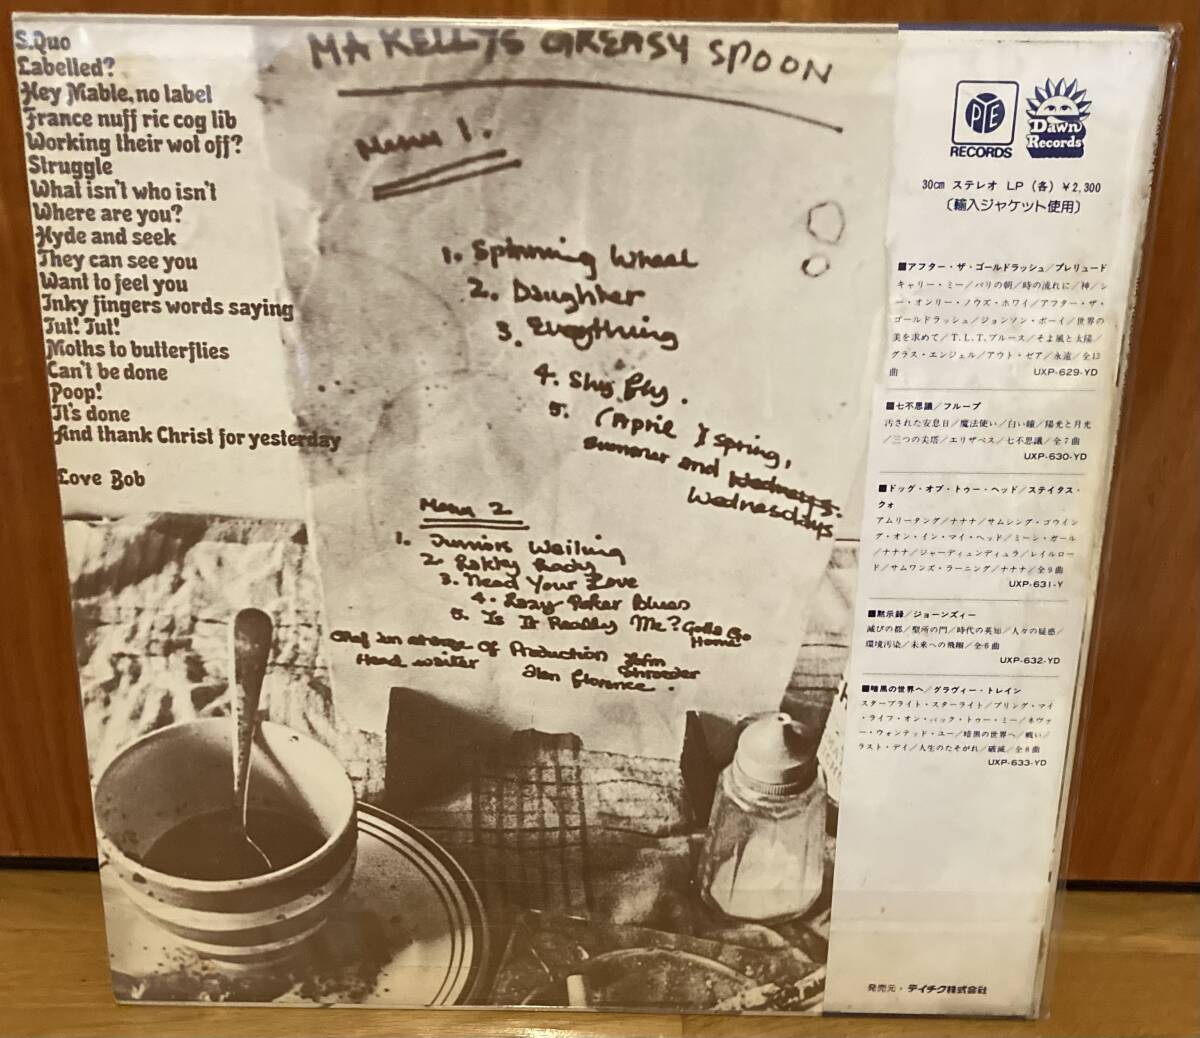 S.Quo
Labelled?
Hey Mable, no label
France nuff ric cog lib
Working their wot off?
Struggle
What isn't who isn't
Where are you?
Hyde and seek
They can see you
Want to feel you
Inky fingers words saying
Tut! Tut!
Moths to butterflies
Can't be done
Poop!
It's done
And thank Christ for yesterday
Love Bob
MA KELLYS GREASY SPOON
Menu 1.
1. Spinning Wheel
2. Daughter
3. Everything
4. Shy fly.
5. (April) Spring,
Summer and
Wednesdays
Menu 2
1. Juniors Weiling
2. Lakky Lady
3. Need Your Love
4. Lazy Poker Blues
5. Is It Really Me? Gotta Go
Home
Chef in charge of Production John
Shroeder
Head waiter Alan Florence.
PYE
RECORDS
Dawn
Records
30cm ステレオ LP (各) ¥2,300
〔輸入ジャケット使用〕
■アフター・ザ・ゴールドラッシュ/プレリュード
キャリー・ミー/パリの朝/時の流れに/神/シ
ー・オンリー・ノウズ・ホワイ/アフター・ザ・
ゴールドラッシュ/ジョンソン・ボーイ/世界の
美を求めて/T.L.T.ブルース/そよ風と太陽/
グラス・エンジェル/アウト・ゼア/永遠/全13
曲
UXP-629-YD
■七不思議/フループ
汚された安息日/魔法使い/白い瞳/陽光と月光
/三つの尖塔/エリザベス/七不思議/全7曲
UXP-630-YD
■ドッグ・オブ・トゥー・ヘッド/ステイタス・
クォ
アムリータング/ナナナ/サムシング・ゴウイン
グ・オン・イン・マイ・ヘッド/ミーン・ガール
/ナナナ/ジャーディュンディュラ/レイルロー
ド/サムワンズ・ラーニング/ナナナ/全9曲
UXP-631-Y
■黙示録/ジョーンズィー
滅びの都/聖所の門/時代の英知/人々の疑惑/
環境汚染/未来への飛翔/全6曲
UXP-632-YD
■暗黒の世界へ/グラヴィー・トレイン
スターブライト・スターライト/ブリング・マイ
・ライフ・オン・バック・トゥー・ミー/ネヴァ
ー・ウォンテッド・ユー/暗黒の世界へ/戦い/
ラスト・デイ/人生のたそがれ/破滅/全8曲
UXP-633-YD
発売元・テイチク株式会社